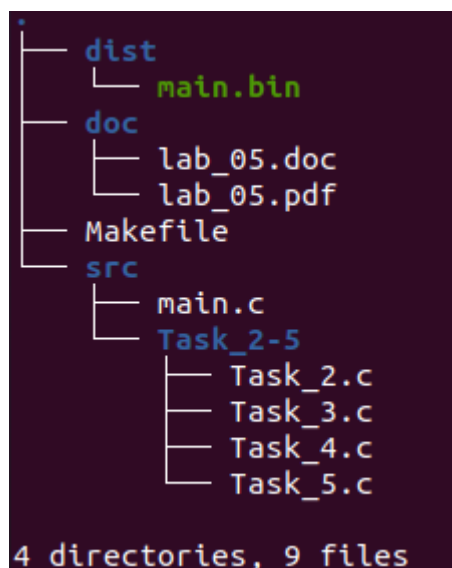 .
├── dist
│   └── main.bin
├── doc
│   ├── lab_05.doc
│   └── lab_05.pdf
├── Makefile
└── src
    ├── main.c
    └── Task_2-5
        ├── Task_2.c
        ├── Task_3.c
        ├── Task_4.c
        └── Task_5.c
4 directories, 9 files